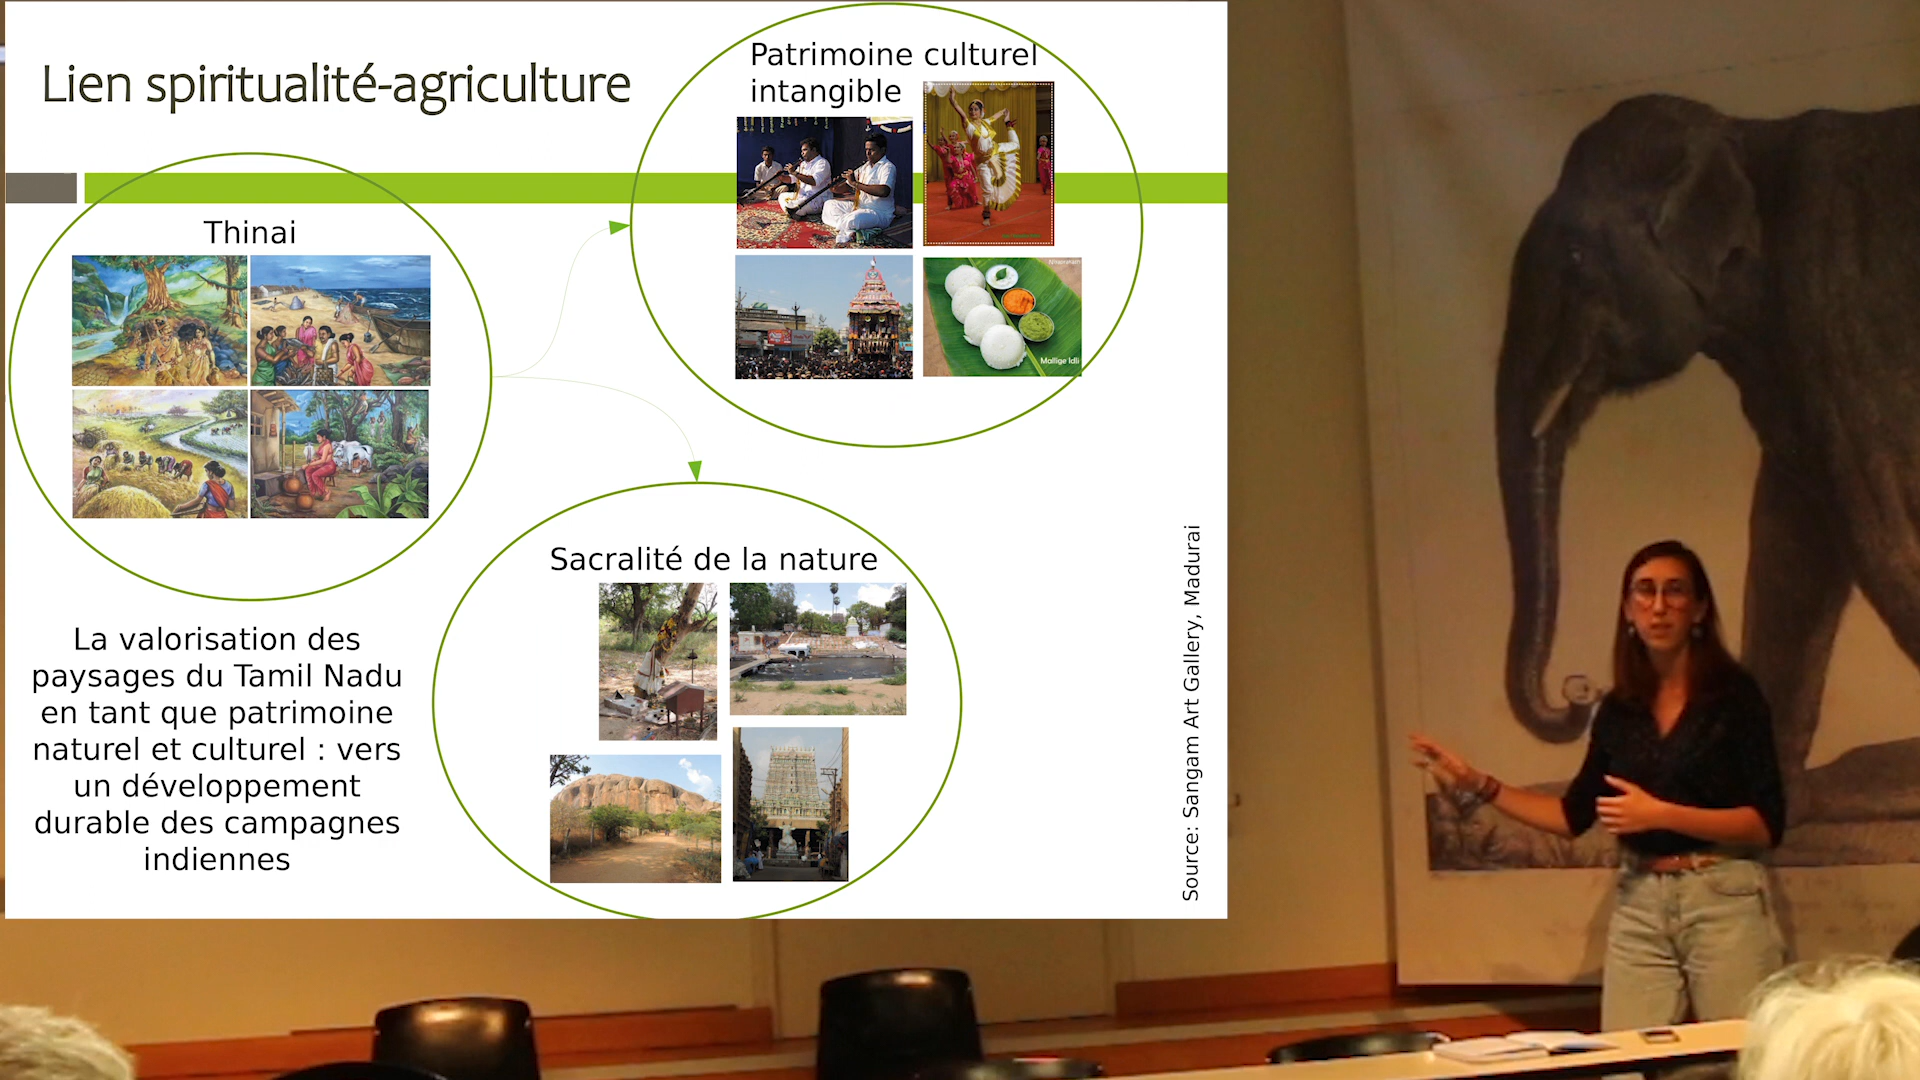 Lien spiritualité-agriculture
Patrimoine culturel
intangible
Thinai
Mallige Idli
Sacralité de la nature
La valorisation des
paysages du Tamil Nadu
en tant que patrimoine
naturel et culturel : vers
un développement
durable des campagnes
indiennes
Source: Sangam Art Gallery, Madurai